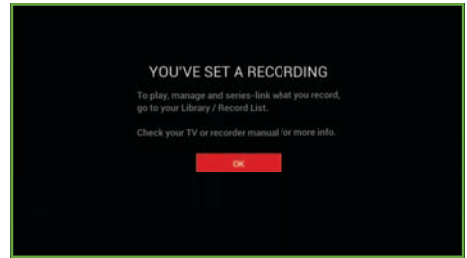 YOU'VE SET A RECORDING
To play, manage and series-link what you record,
go to your Library / Record List.
Check your TV or recorder manual for more info.
OK